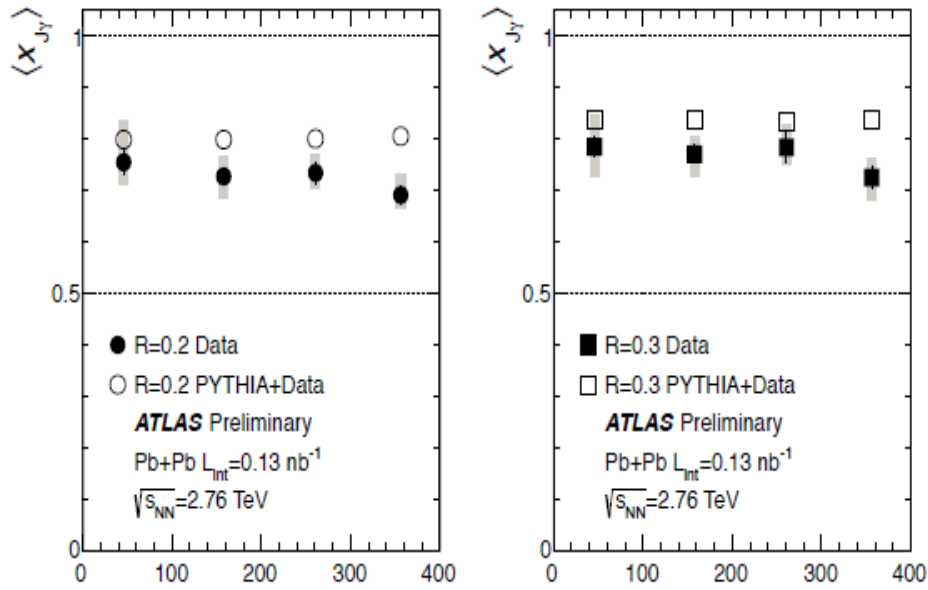 ⟨x_Jγ⟩
1
0.5
0
R=0.2 Data
R=0.2 PYTHIA+Data
ATLAS Preliminary
Pb+Pb L_int=0.13 nb⁻¹
√s_NN=2.76 TeV
0 100 200 300 400
⟨x_Jγ⟩
1
0.5
0
R=0.3 Data
R=0.3 PYTHIA+Data
ATLAS Preliminary
Pb+Pb L_int=0.13 nb⁻¹
√s_NN=2.76 TeV
0 100 200 300 400